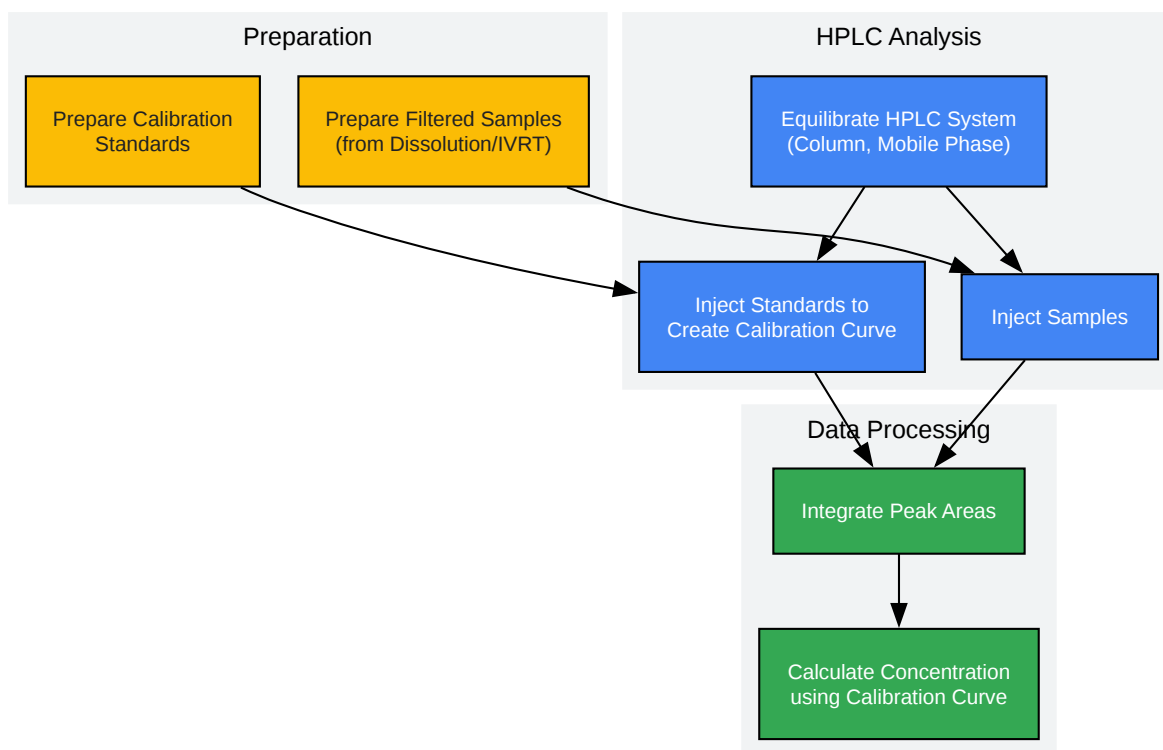 Preparation
Prepare Calibration
Standards
Prepare Filtered Samples
(from Dissolution/IVRT)
HPLC Analysis
Equilibrate HPLC System
(Column, Mobile Phase)
Inject Standards to
Create Calibration Curve
Inject Samples
Data Processing
Integrate Peak Areas
Calculate Concentration
using Calibration Curve